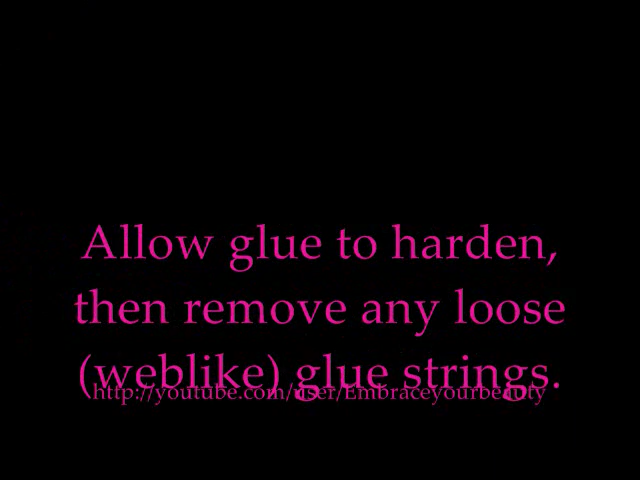 Allow glue to harden,
then remove any loose
(weblike) glue strings.
http://youtube.com/user/Embraceyourbeauty